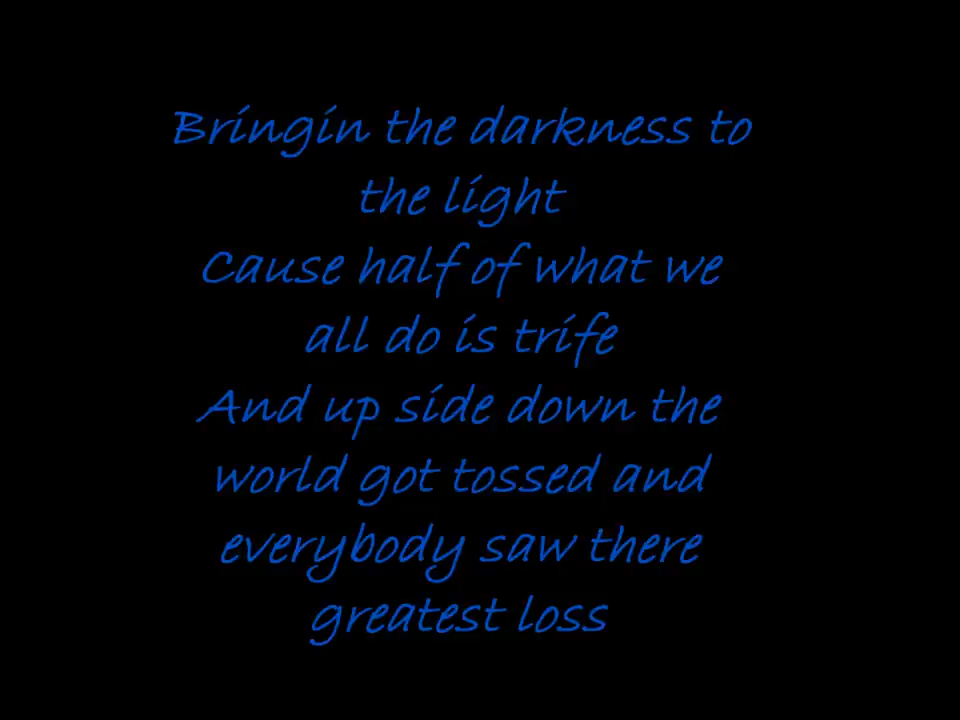 Bringin the darkness to
the light
Cause half of what we
all do is trife
And up side down the
world got tossed and
everybody saw there
greatest loss